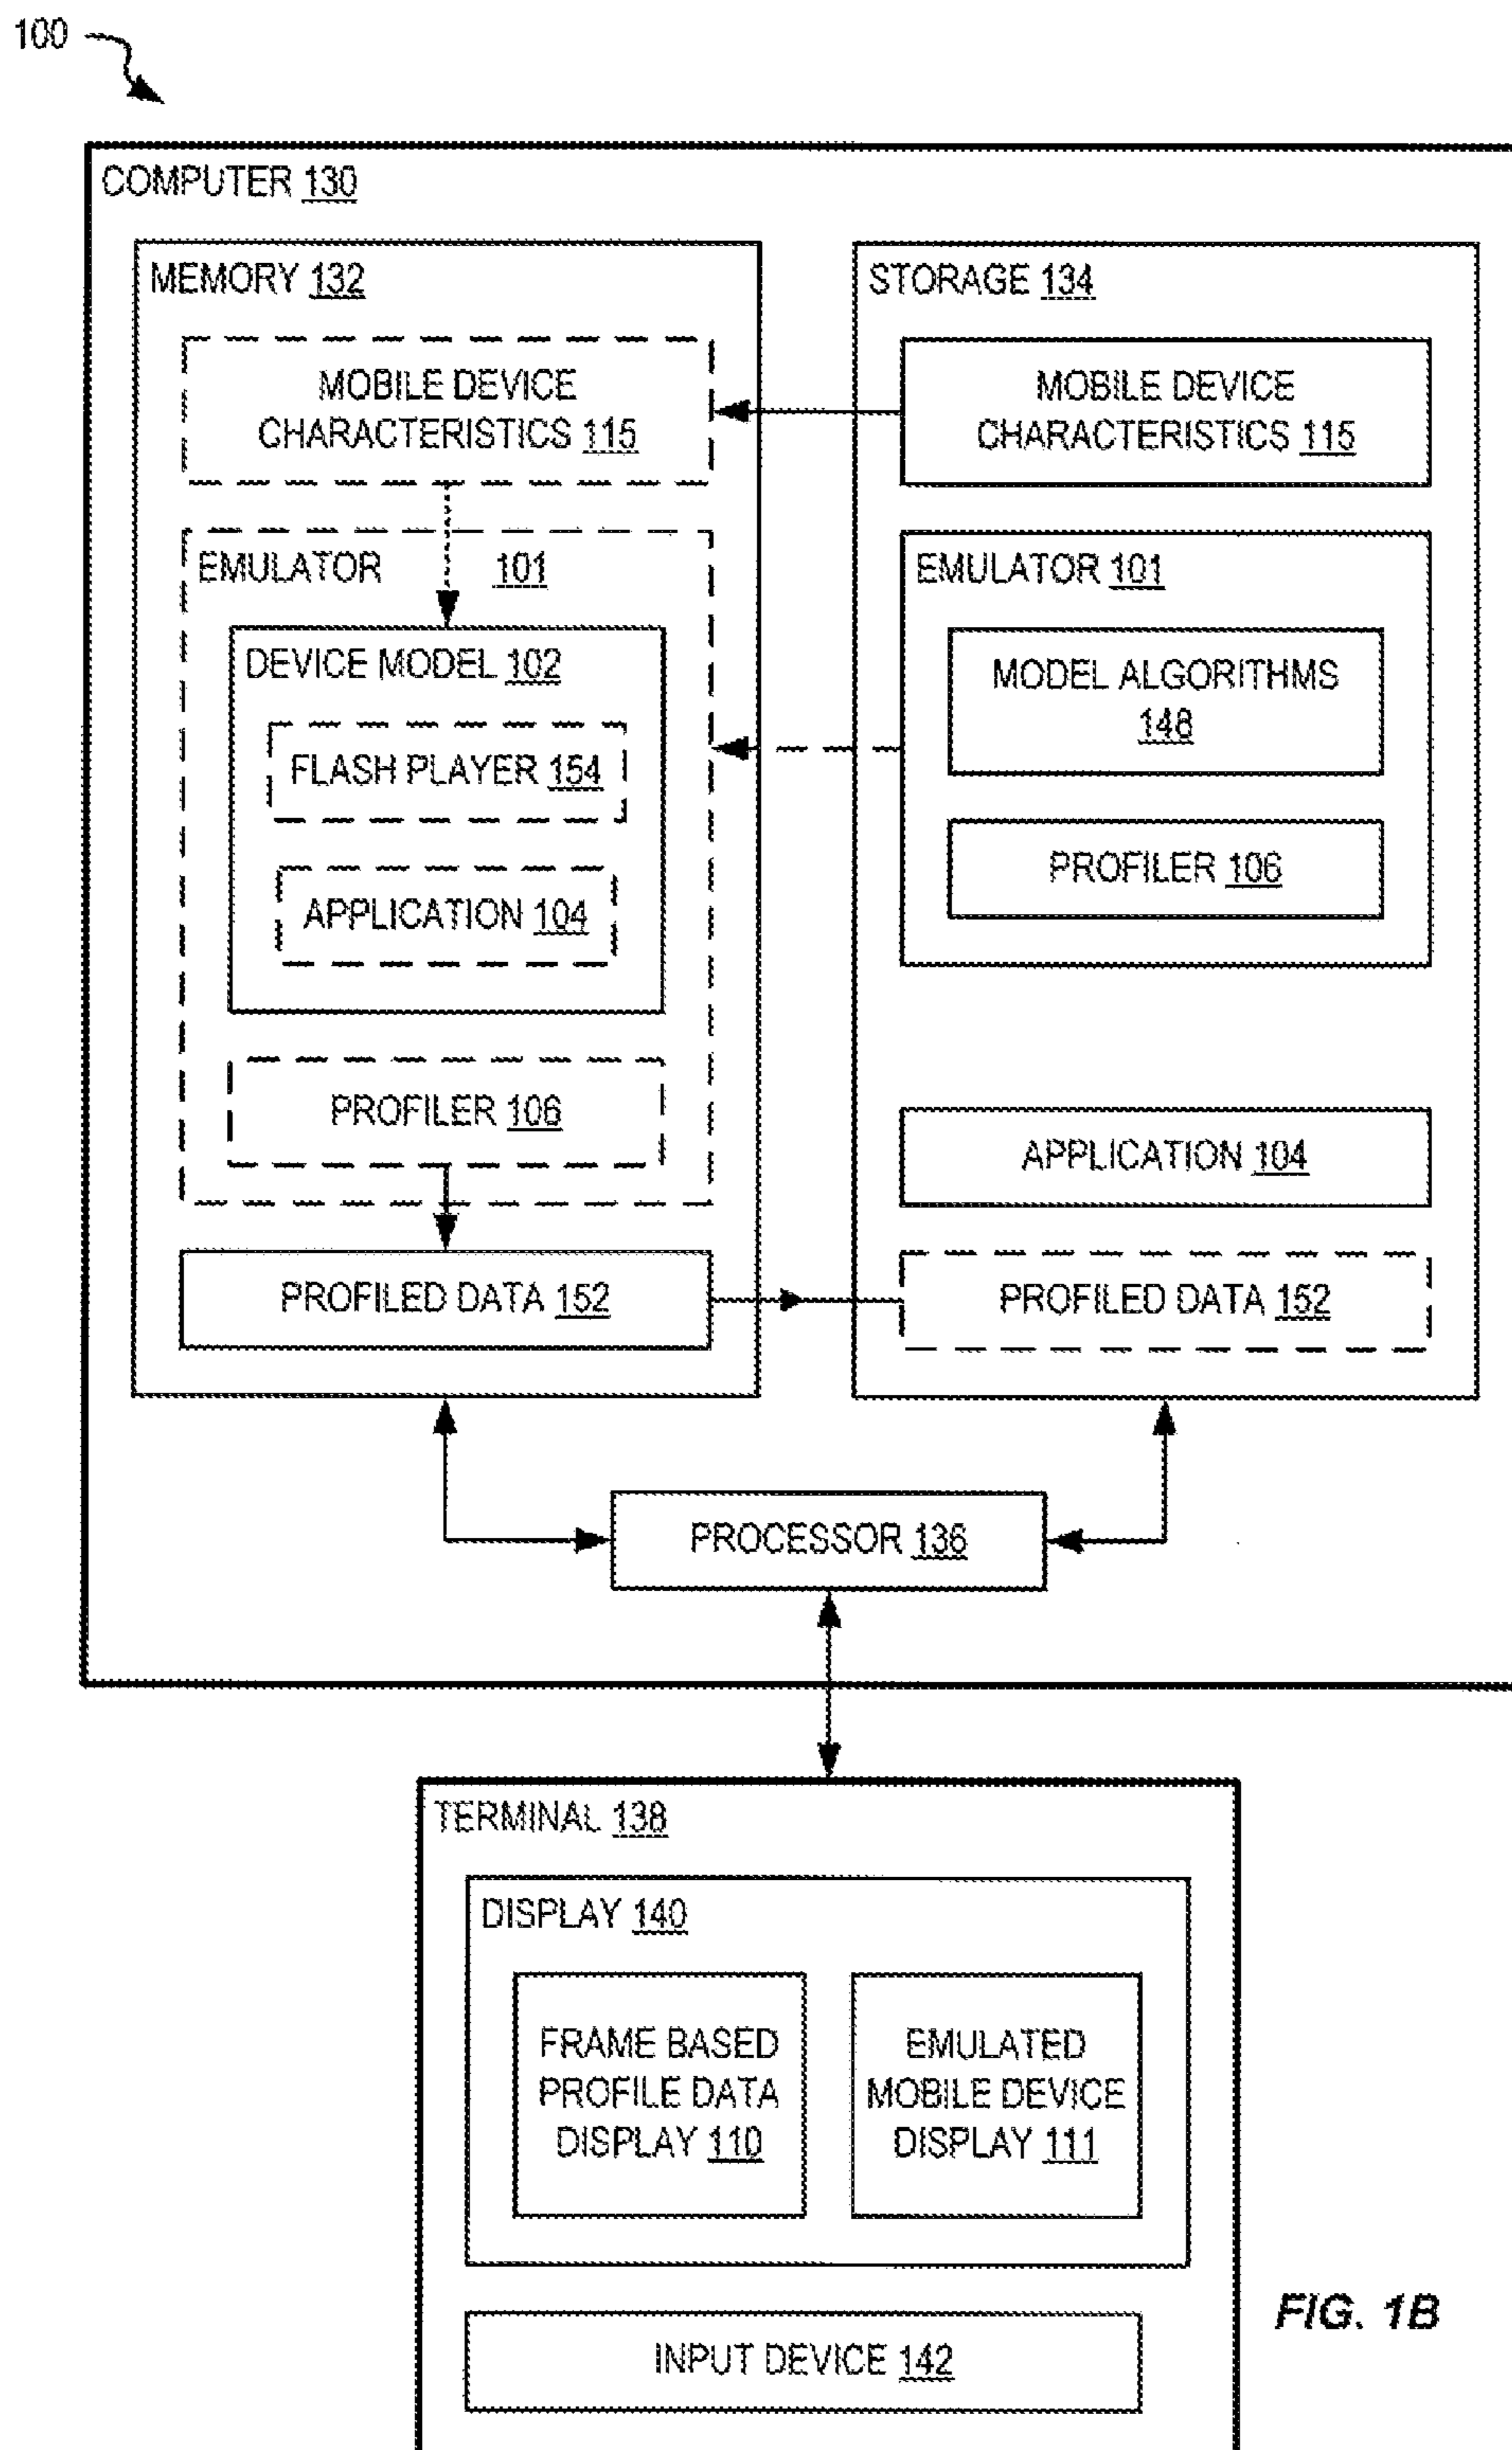 100
COMPUTER 130
MEMORY 132
MOBILE DEVICE
CHARACTERISTICS 115
EMULATOR 101
DEVICE MODEL 102
FLASH PLAYER 154
APPLICATION 104
PROFILER 106
PROFILED DATA 152
STORAGE 134
MOBILE DEVICE
CHARACTERISTICS 115
EMULATOR 101
MODEL ALGORITHMS
148
PROFILER 106
APPLICATION 104
PROFILED DATA 152
PROCESSOR 136
TERMINAL 138
DISPLAY 140
FRAME BASED
PROFILE DATA
DISPLAY 110
EMULATED
MOBILE DEVICE
DISPLAY 111
INPUT DEVICE 142
FIG. 1B